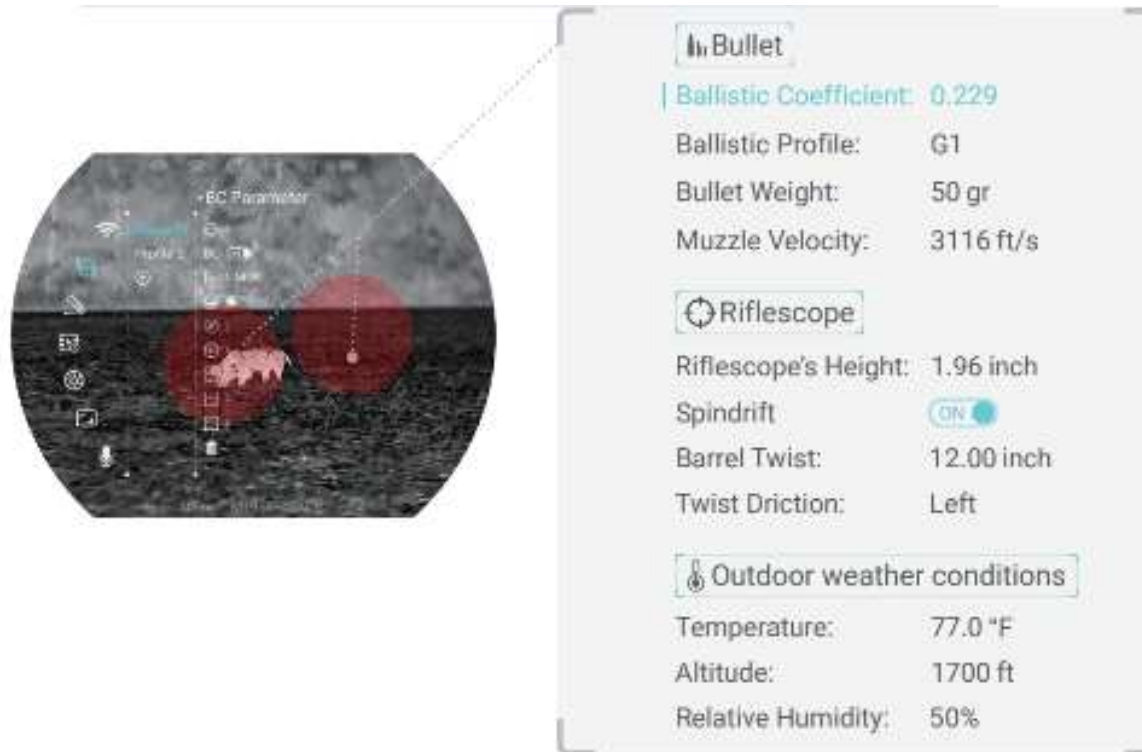 BC Parameter
Profile 2
Bullet
Ballistic Coefficient: 0.229
Ballistic Profile: G1
Bullet Weight: 50 gr
Muzzle Velocity: 3116 ft/s
Riflescope
Riflescope's Height: 1.96 inch
Spindrift ON
Barrel Twist: 12.00 inch
Twist Driction: Left
Outdoor weather conditions
Temperature: 77.0 °F
Altitude: 1700 ft
Relative Humidity: 50%